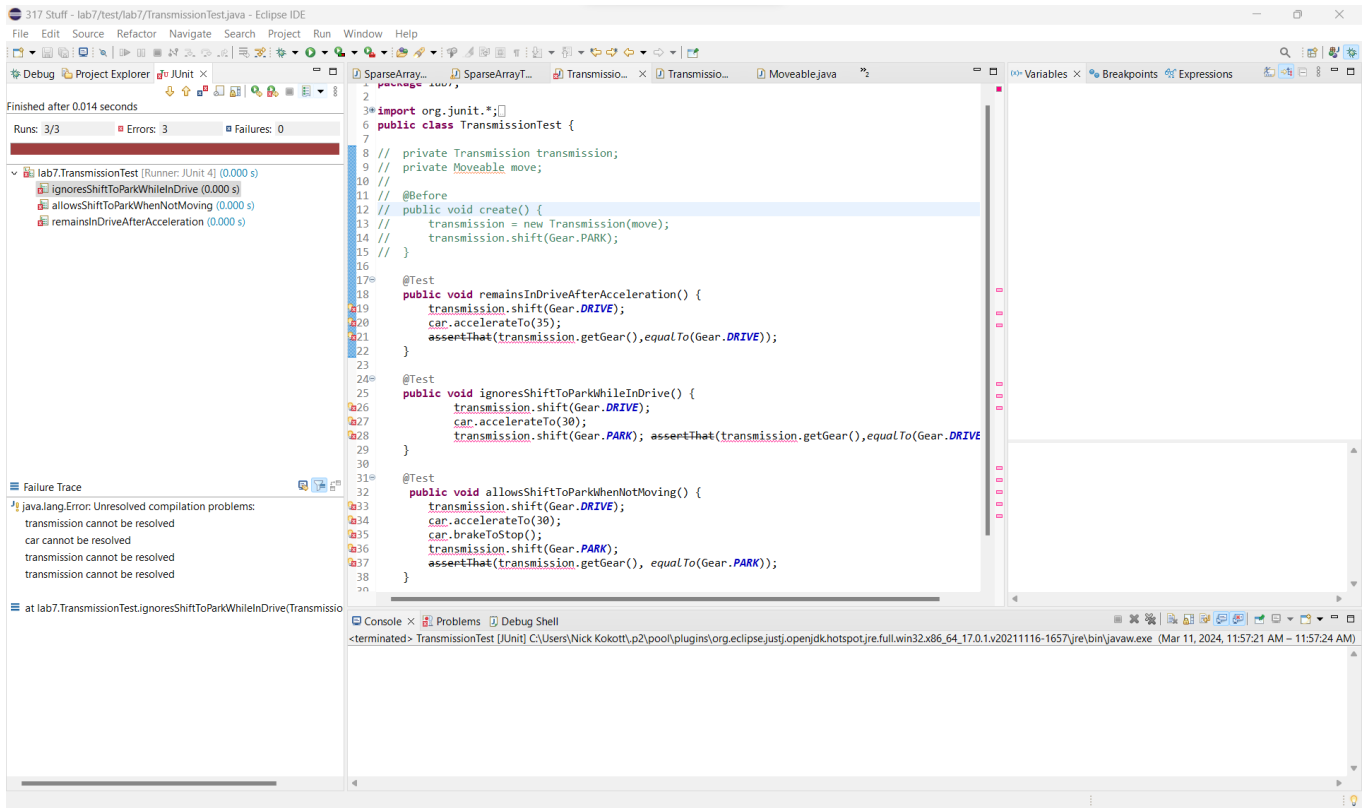 317 Stuff - lab7/test/lab7/TransmissionTest.java - Eclipse IDE
File Edit Source Refactor Navigate Search Project Run Window Help
Debug Project Explorer JUnit
Finished after 0.014 seconds
Runs: 3/3 Errors: 3 Failures: 0
lab7.TransmissionTest [Runner: JUnit 4] (0.000 s)
ignoresShiftToParkWhileInDrive (0.000 s)
allowsShiftToParkWhenNotMoving (0.000 s)
remainsInDriveAfterAcceleration (0.000 s)
Failure Trace
java.lang.Error: Unresolved compilation problems:
transmission cannot be resolved
car cannot be resolved
transmission cannot be resolved
transmission cannot be resolved
at lab7.TransmissionTest.ignoresShiftToParkWhileInDrive(Transmissio
SparseArray... SparseArrayT... Transmissio... Transmissio... Moveable.java »2
1 package lab7;
2
3 import org.junit.*;
6 public class TransmissionTest {
7
8 // private Transmission transmission;
9 // private Moveable move;
10 //
11 // @Before
12 // public void create() {
13 // transmission = new Transmission(move);
14 // transmission.shift(Gear.PARK);
15 // }
16
17 @Test
18 public void remainsInDriveAfterAcceleration() {
19 transmission.shift(Gear.DRIVE);
20 car.accelerateTo(35);
21 assertThat(transmission.getGear(),equalTo(Gear.DRIVE));
22 }
23
24 @Test
25 public void ignoresShiftToParkWhileInDrive() {
26 transmission.shift(Gear.DRIVE);
27 car.accelerateTo(30);
28 transmission.shift(Gear.PARK); assertThat(transmission.getGear(),equalTo(Gear.DRIVE
29 }
30
31 @Test
32 public void allowsShiftToParkWhenNotMoving() {
33 transmission.shift(Gear.DRIVE);
34 car.accelerateTo(30);
35 car.brakeToStop();
36 transmission.shift(Gear.PARK);
37 assertThat(transmission.getGear(), equalTo(Gear.PARK));
38 }
39
(x)= Variables Breakpoints Expressions
Console Problems Debug Shell
<terminated> TransmissionTest [JUnit] C:\Users\Nick Kokott\.p2\pool\plugins\org.eclipse.justj.openjdk.hotspot.jre.full.win32.x86_64_17.0.1.v20211116-1657\jre\bin\javaw.exe (Mar 11, 2024, 11:57:21 AM – 11:57:24 AM)